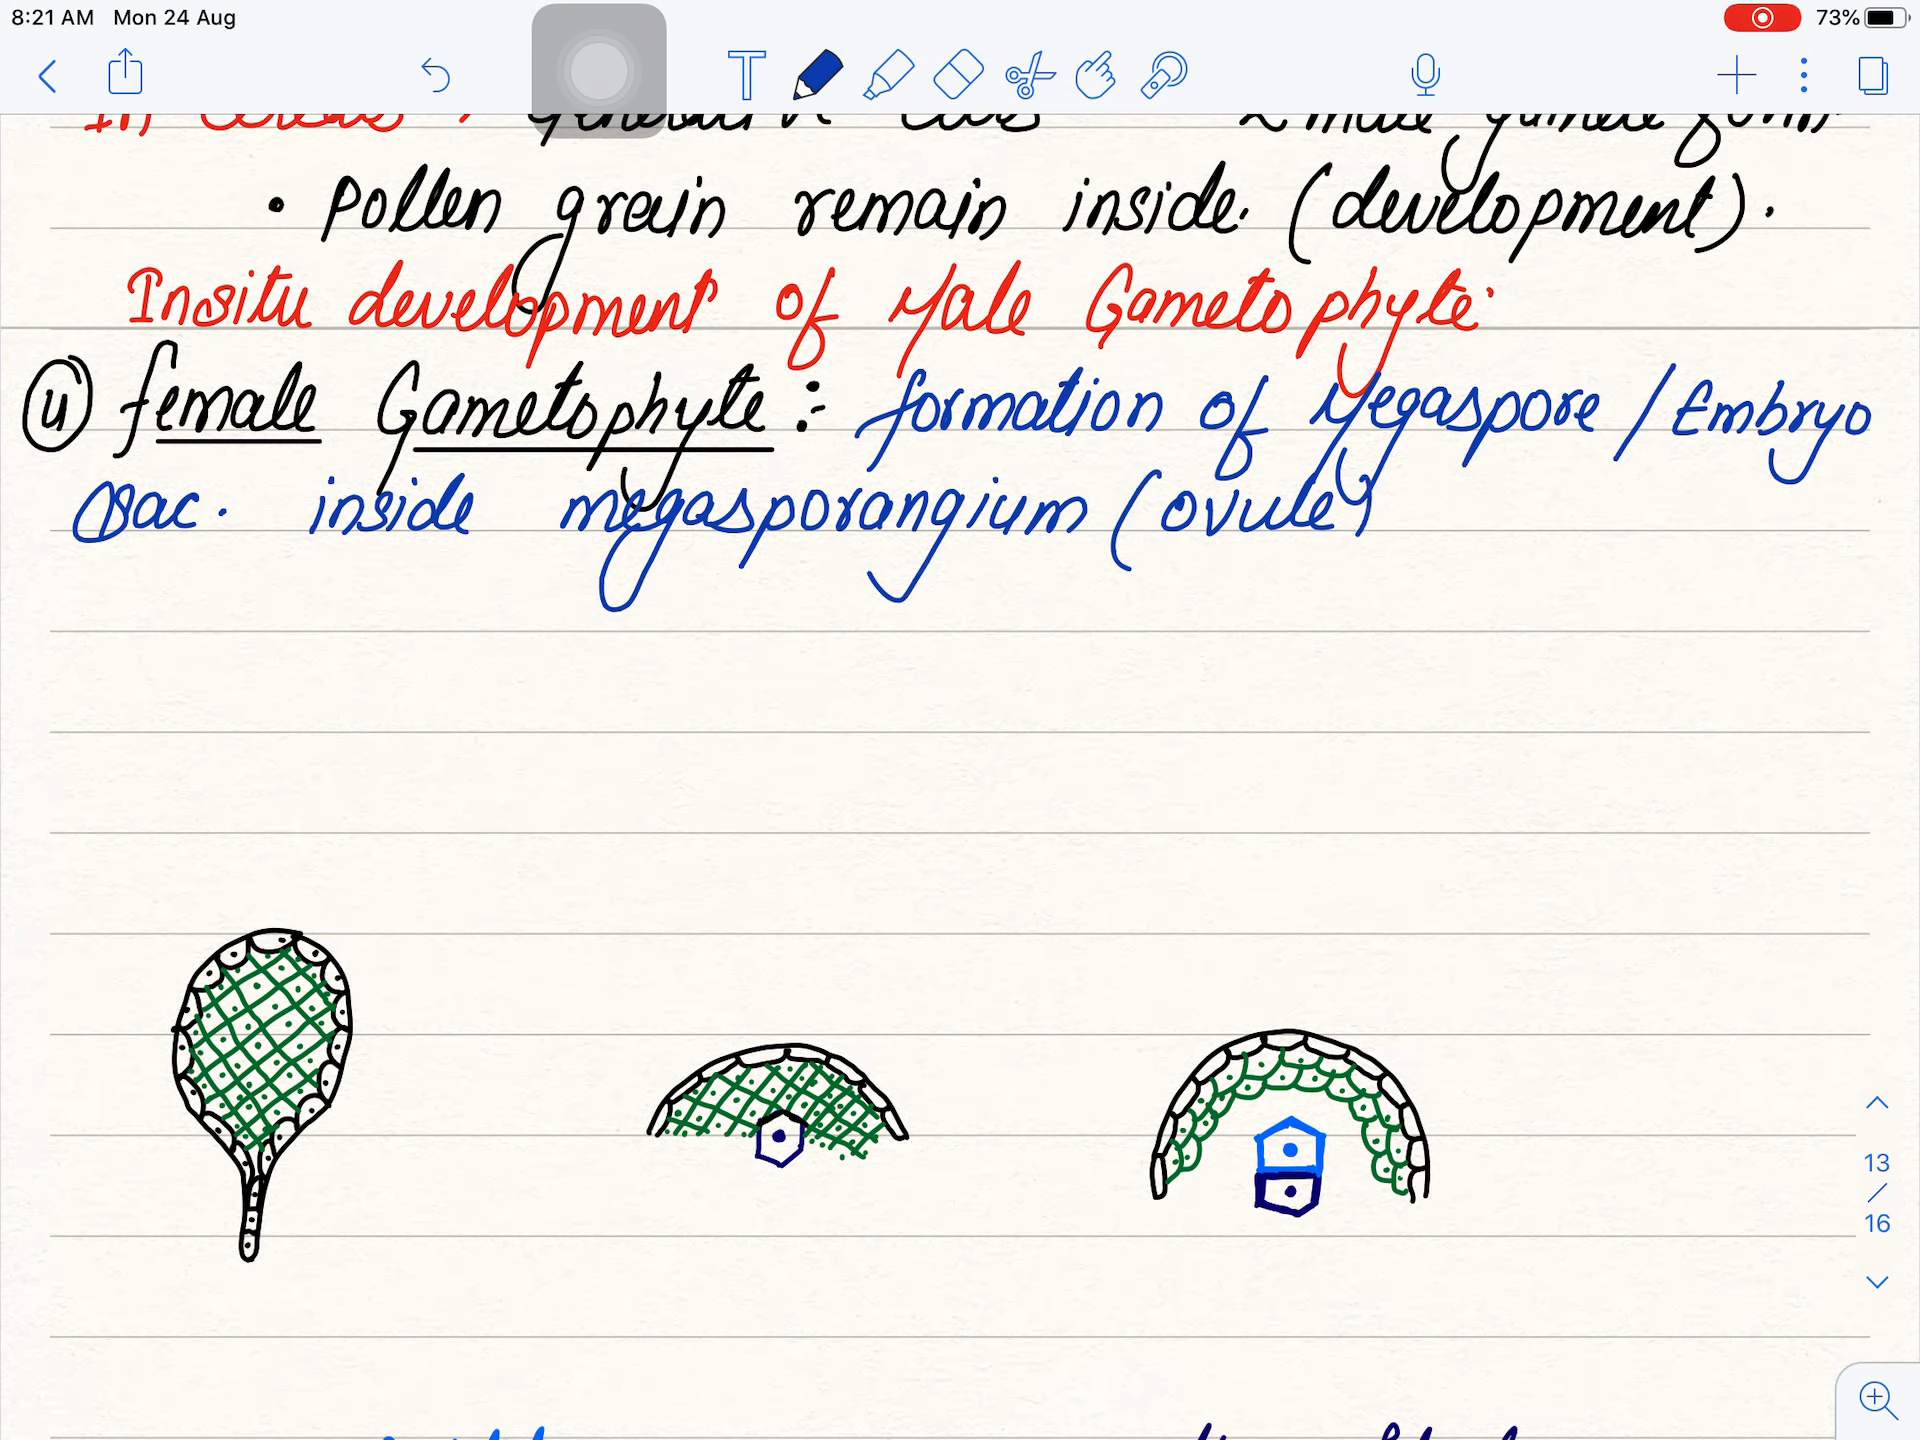 8:21 AM Mon 24 Aug
73%
T
• Pollen grain remain inside. (development).
Insitu development of Male Gametophyte.
(ii) female Gametophyte : formation of Megaspore / Embryo
sac. inside megasporangium (ovule)
13
/
16